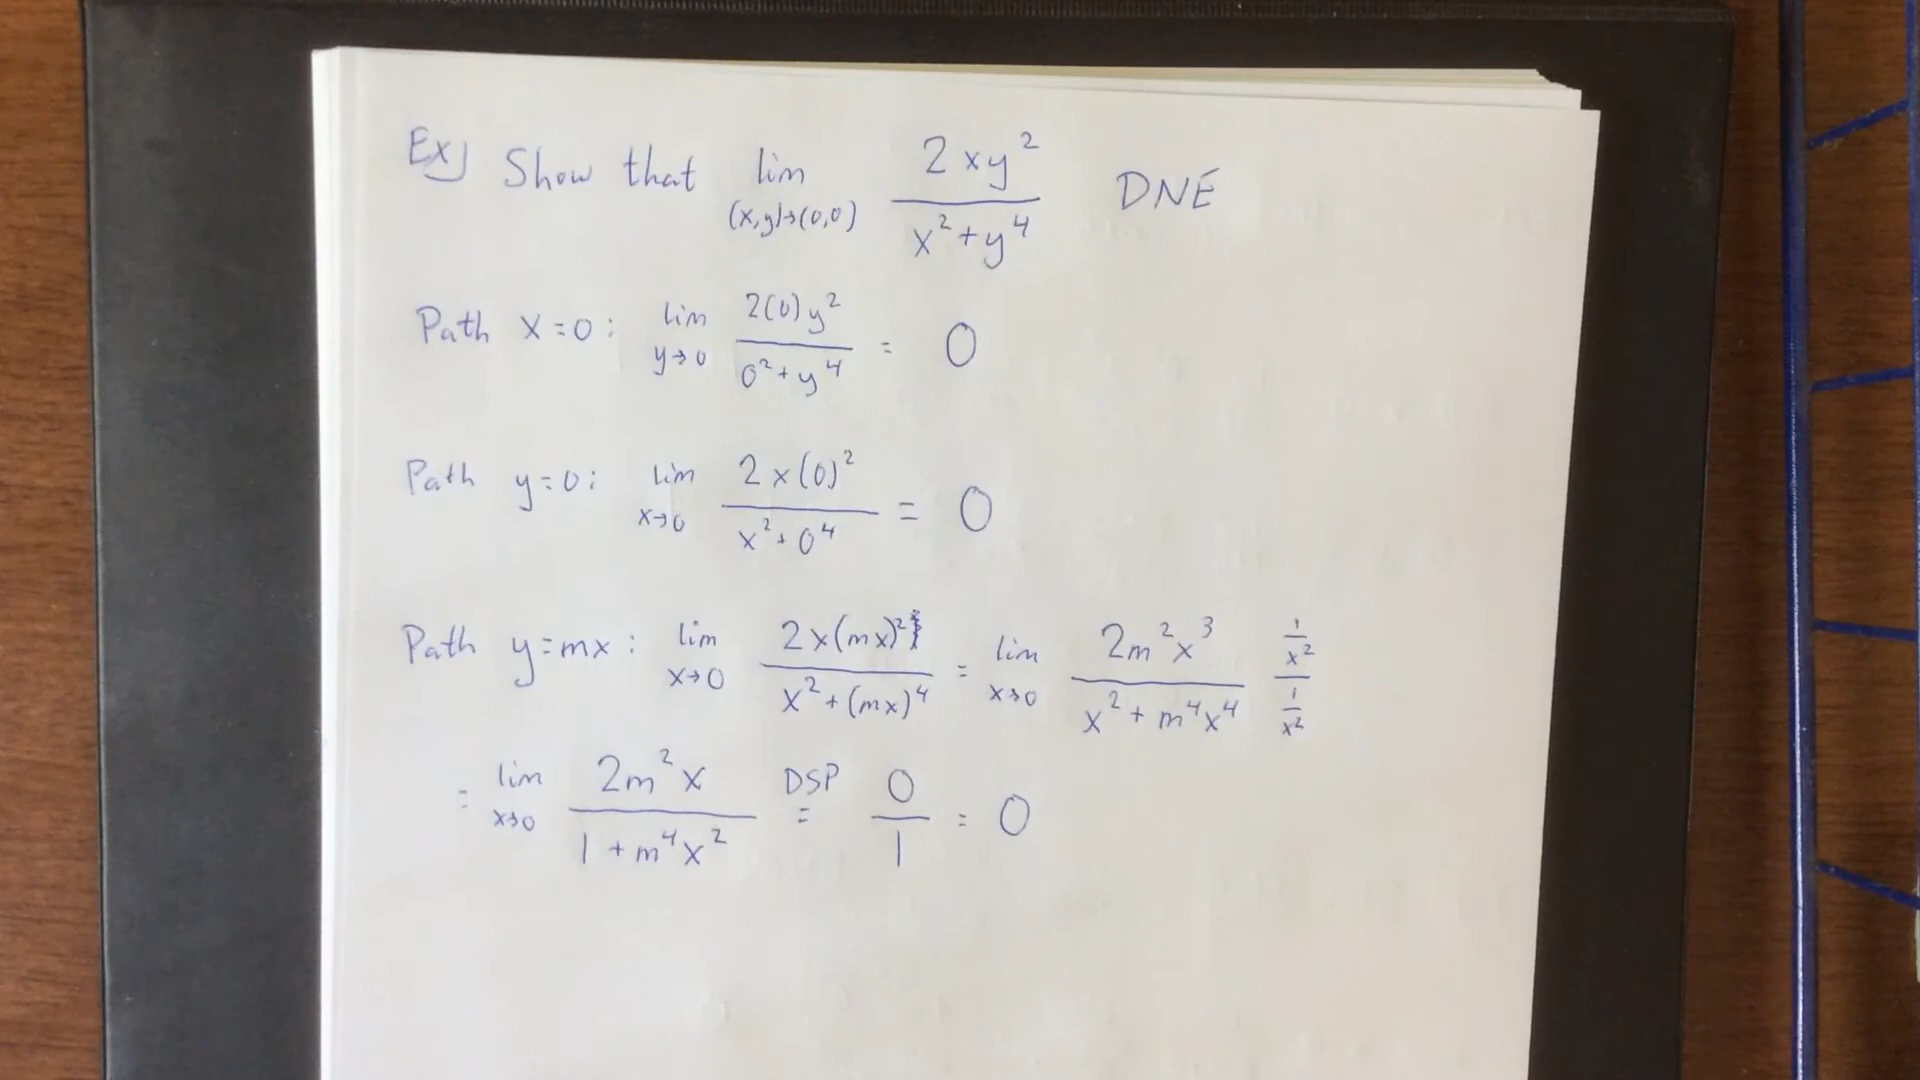 Ex) Show that lim (x,y)→(0,0) 2xy² / x²+y⁴ DNE
Path x=0: lim y→0 2(0)y² / 0²+y⁴ = 0
Path y=0: lim x→0 2x(0)² / x²+0⁴ = 0
Path y=mx: lim x→0 2x(mx)² / x²+(mx)⁴ = lim x→0 2m²x³ / x²+m⁴x⁴ 1/x² / 1/x²
= lim x→0 2m²x / 1+m⁴x² DSP = 0/1 = 0